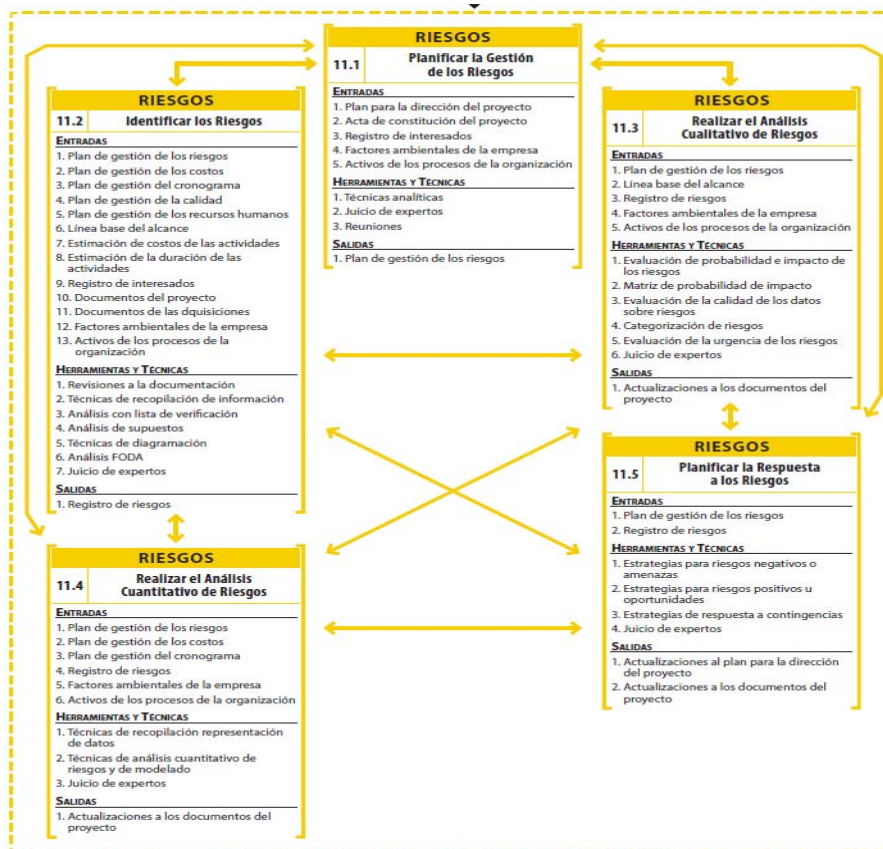 RIESGOS
11.1
Planificar la Gestión
de los Riesgos
ENTRADAS
1. Plan para la dirección del proyecto
2. Acta de constitución del proyecto
3. Registro de interesados
4. Factores ambientales de la empresa
5. Activos de los procesos de la organización
HERRAMIENTAS Y TÉCNICAS
1. Técnicas analíticas
2. Juicio de expertos
3. Reuniones
SALIDAS
1. Plan de gestión de los riesgos
RIESGOS
11.2
Identificar los Riesgos
ENTRADAS
1. Plan de gestión de los riesgos
2. Plan de gestión de los costos
3. Plan de gestión del cronograma
4. Plan de gestión de la calidad
5. Plan de gestión de los recursos humanos
6. Línea base del alcance
7. Estimación de costos de las actividades
8. Estimación de la duración de las
actividades
9. Registro de interesados
10. Documentos del proyecto
11. Documentos de las dquisiciones
12. Factores ambientales de la empresa
13. Activos de los procesos de la
organización
HERRAMIENTAS Y TÉCNICAS
1. Revisiones a la documentación
2. Técnicas de recopilación de información
3. Análisis con lista de verificación
4. Análisis de supuestos
5. Técnicas de diagramación
6. Análisis FODA
7. Juicio de expertos
SALIDAS
1. Registro de riesgos
RIESGOS
11.3
Realizar el Análisis
Cualitativo de Riesgos
ENTRADAS
1. Plan de gestión de los riesgos
2. Línea base del alcance
3. Registro de riesgos
4. Factores ambientales de la empresa
5. Activos de los procesos de la organización
HERRAMIENTAS Y TÉCNICAS
1. Evaluación de probabilidad e impacto de
los riesgos
2. Matriz de probabilidad de impacto
3. Evaluación de la calidad de los datos
sobre riesgos
4. Categorización de riesgos
5. Evaluación de la urgencia de los riesgos
6. Juicio de expertos
SALIDAS
1. Actualizaciones a los documentos del
proyecto
RIESGOS
11.4
Realizar el Análisis
Cuantitativo de Riesgos
ENTRADAS
1. Plan de gestión de los riesgos
2. Plan de gestión de los costos
3. Plan de gestión del cronograma
4. Registro de riesgos
5. Factores ambientales de la empresa
6. Activos de los procesos de la organización
HERRAMIENTAS Y TÉCNICAS
1. Técnicas de recopilación representación
de datos
2. Técnicas de análisis cuantitativo de
riesgos y de modelado
3. Juicio de expertos
SALIDAS
1. Actualizaciones a los documentos del
proyecto
RIESGOS
11.5
Planificar la Respuesta
a los Riesgos
ENTRADAS
1. Plan de gestión de los riesgos
2. Registro de riesgos
HERRAMIENTAS Y TÉCNICAS
1. Estrategias para riesgos negativos o
amenazas
2. Estrategias para riesgos positivos u
oportunidades
3. Estrategias de respuesta a contingencias
4. Juicio de expertos
SALIDAS
1. Actualizaciones al plan para la dirección
del proyecto
2. Actualizaciones a los documentos del
proyecto